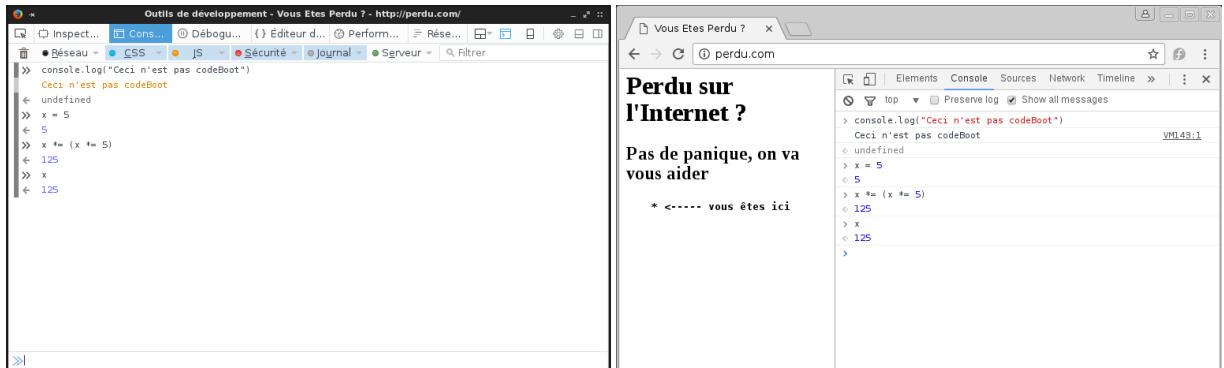 Outils de développement - Vous Etes Perdu ? - http://perdu.com/
Inspect... Cons... Débogu... {} Éditeur d... Perform... Rése...
Réseau CSS JS Sécurité Journal Serveur Filtrer
» console.log("Ceci n'est pas codeBoot")
Ceci n'est pas codeBoot
← undefined
» x = 5
← 5
» x *= (x *= 5)
← 125
» x
← 125
»
Vous Etes Perdu ? x
perdu.com
Perdu sur
l'Internet ?
Pas de panique, on va
vous aider
* <----- vous êtes ici
Elements Console Sources Network Timeline »
top ▼ Preserve log Show all messages
> console.log("Ceci n'est pas codeBoot")
Ceci n'est pas codeBoot VM143:1
< undefined
> x = 5
< 5
> x *= (x *= 5)
< 125
> x
< 125
>